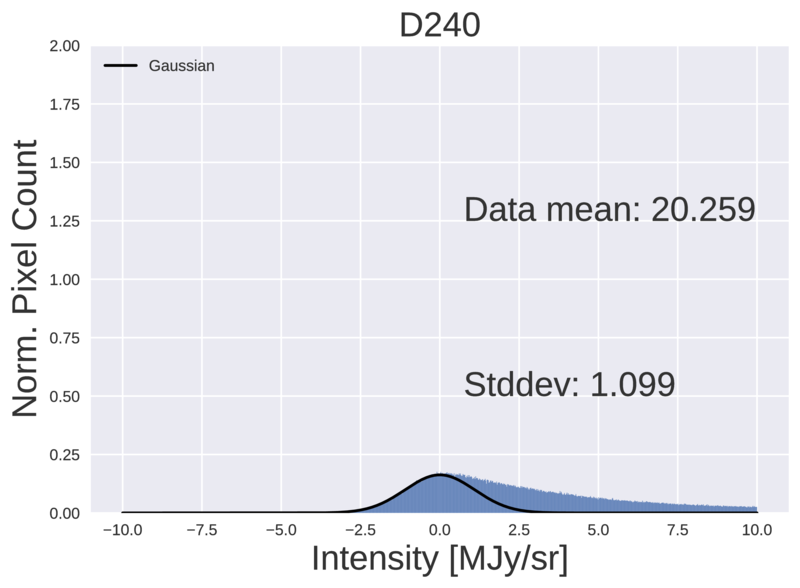 D240
2.00
Gaussian
1.75
1.50
1.25
1.00
0.75
0.50
0.25
0.00
Norm. Pixel Count
Data mean: 20.259
Stddev: 1.099
−10.0 −7.5 −5.0 −2.5 0.0 2.5 5.0 7.5 10.0
Intensity [MJy/sr]